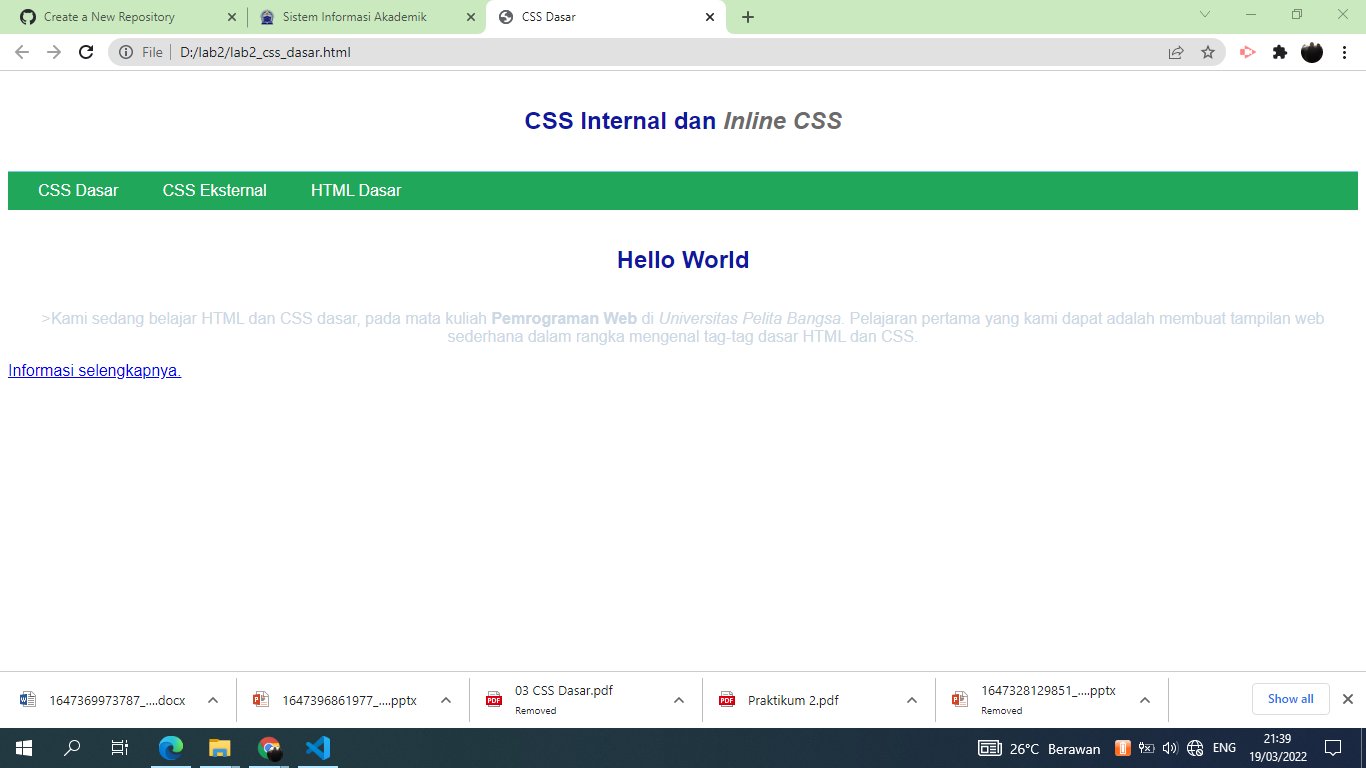 Create a New Repository
Sistem Informasi Akademik
CSS Dasar
File
D:/lab2/lab2_css_dasar.html
CSS Internal dan Inline CSS
CSS Dasar
CSS Eksternal
HTML Dasar
Hello World
>Kami sedang belajar HTML dan CSS dasar, pada mata kuliah Pemrograman Web di Universitas Pelita Bangsa. Pelajaran pertama yang kami dapat adalah membuat tampilan web
sederhana dalam rangka mengenal tag-tag dasar HTML dan CSS.
Informasi selengkapnya.
1647369973787_....docx
1647396861977_....pptx
03 CSS Dasar.pdf
Removed
Praktikum 2.pdf
1647328129851_....pptx
Removed
Show all
26°C Berawan
ENG
21:39
19/03/2022